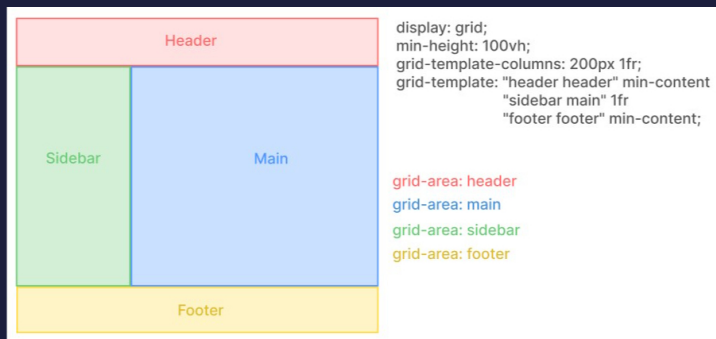 Header
Sidebar
Main
Footer
display: grid;
min-height: 100vh;
grid-template-columns: 200px 1fr;
grid-template: "header header" min-content
"sidebar main" 1fr
"footer footer" min-content;
grid-area: header
grid-area: main
grid-area: sidebar
grid-area: footer